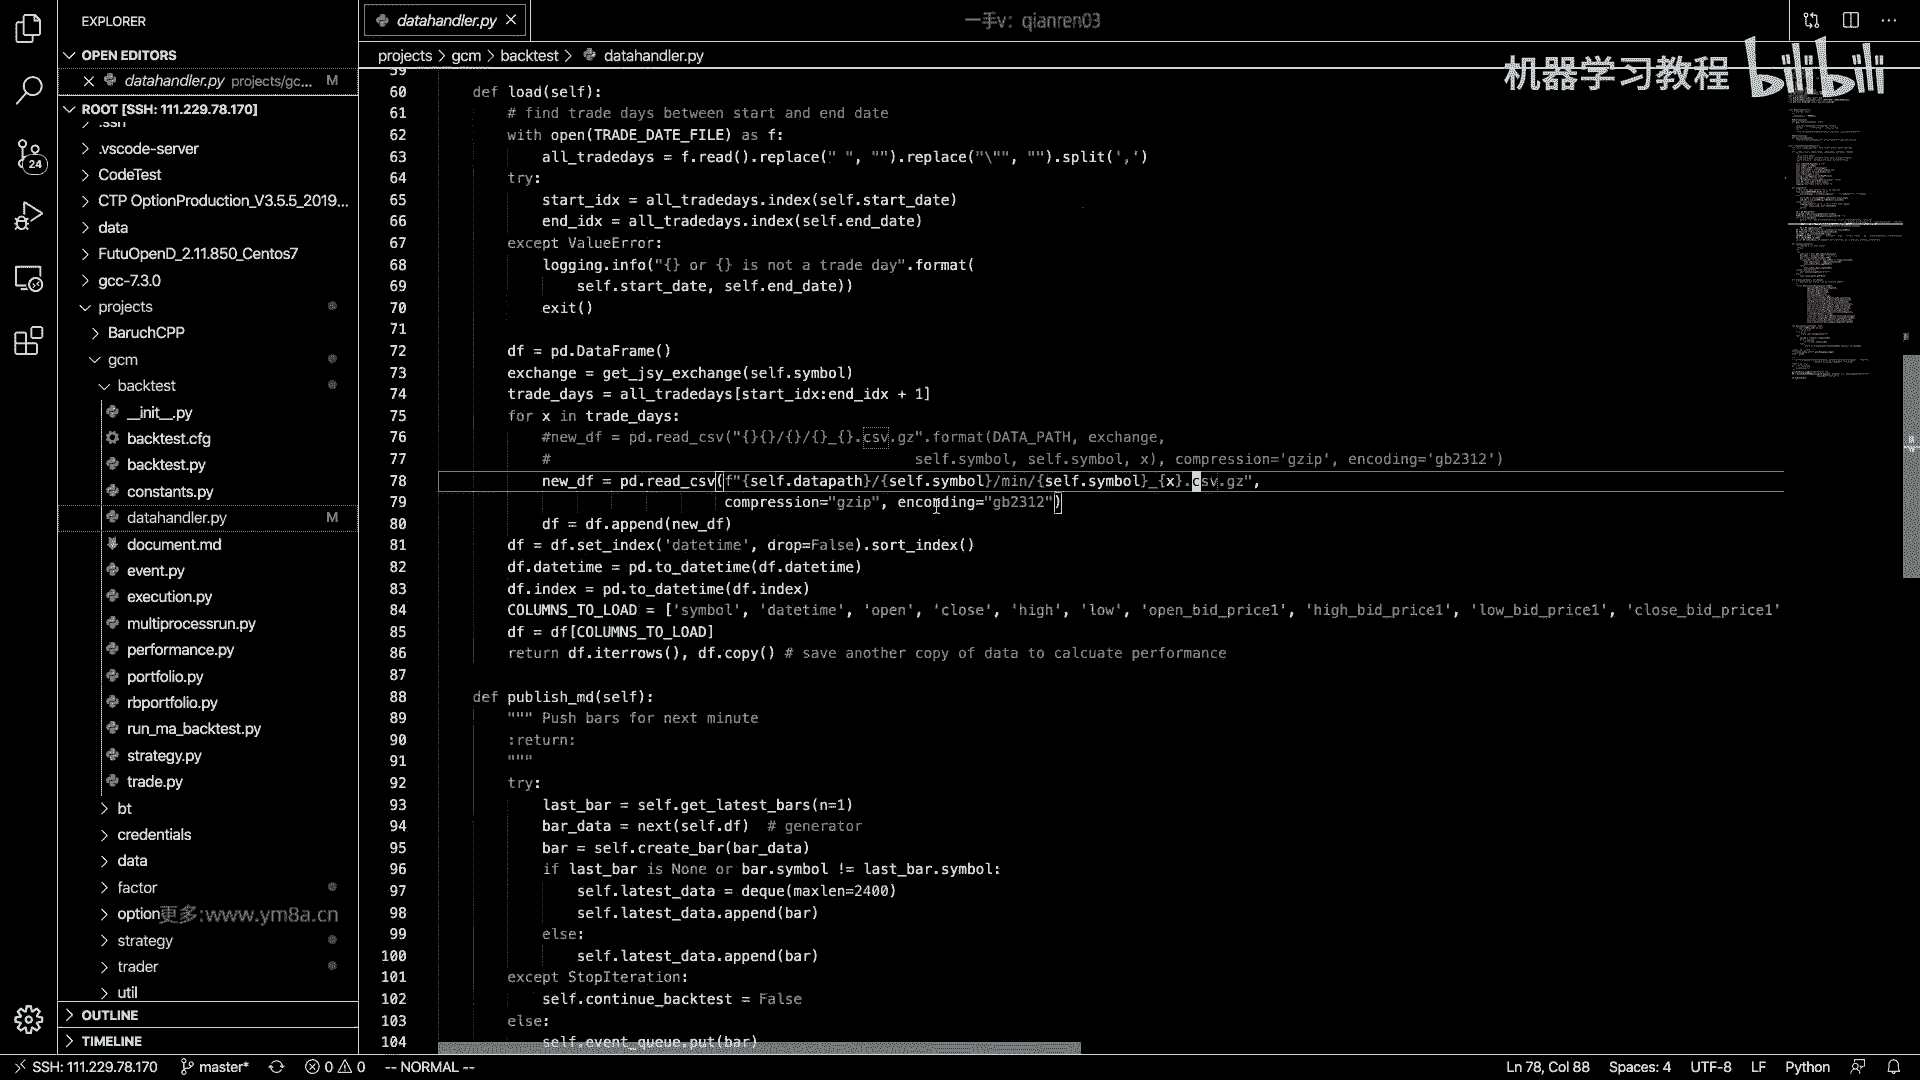 EXPLORER
OPEN EDITORS
datahandler.py projects/gc... M
ROOT [SSH: 111.229.78.170]
.ssh
.vscode-server
CodeTest
CTP OptionProduction_V3.5.5_2019...
data
FutuOpenD_2.11.850_Centos7
gcc-7.3.0
projects
BaruchCPP
gcm
backtest
__init__.py
backtest.cfg
backtest.py
constants.py
datahandler.py M
document.md
event.py
execution.py
multiprocessrun.py
performance.py
portfolio.py
rbportfolio.py
run_ma_backtest.py
strategy.py
trade.py
bt
credentials
data
factor
option
更多:www.ym8a.cn
strategy
trader
util
OUTLINE
TIMELINE
24
datahandler.py
一手v: qianren03
projects > gcm > backtest > datahandler.py
机器学习教程 bilibili
59
60 def load(self):
61 # find trade days between start and end date
62 with open(TRADE_DATE_FILE) as f:
63 all_tradedays = f.read().replace(" ", "").replace("\"", "").split(',')
64 try:
65 start_idx = all_tradedays.index(self.start_date)
66 end_idx = all_tradedays.index(self.end_date)
67 except ValueError:
68 logging.info("{} or {} is not a trade day".format(
69 self.start_date, self.end_date))
70 exit()
71
72 df = pd.DataFrame()
73 exchange = get_jsy_exchange(self.symbol)
74 trade_days = all_tradedays[start_idx:end_idx + 1]
75 for x in trade_days:
76 #new_df = pd.read_csv("{}{}/{}/{}_{}.csv.gz".format(DATA_PATH, exchange,
77 # self.symbol, self.symbol, x), compression='gzip', encoding='gb2312')
78 new_df = pd.read_csv(f"{self.datapath}/{self.symbol}/min/{self.symbol}_{x}.csv.gz",
79 compression="gzip", encoding="gb2312")
80 df = df.append(new_df)
81 df = df.set_index('datetime', drop=False).sort_index()
82 df.datetime = pd.to_datetime(df.datetime)
83 df.index = pd.to_datetime(df.index)
84 COLUMNS_TO_LOAD = ['symbol', 'datetime', 'open', 'close', 'high', 'low', 'open_bid_price1', 'high_bid_price1', 'low_bid_price1', 'close_bid_price1'
85 df = df[COLUMNS_TO_LOAD]
86 return df.iterrows(), df.copy() # save another copy of data to calcuate performance
87
88 def publish_md(self):
89 """ Push bars for next minute
90 :return:
91 """
92 try:
93 last_bar = self.get_latest_bars(n=1)
94 bar_data = next(self.df) # generator
95 bar = self.create_bar(bar_data)
96 if last_bar is None or bar.symbol != last_bar.symbol:
97 self.latest_data = deque(maxlen=2400)
98 self.latest_data.append(bar)
99 else:
100 self.latest_data.append(bar)
101 except StopIteration:
102 self.continue_backtest = False
103 else:
104 self.event_queue.put(bar)
SSH: 111.229.78.170 master* 0 0 -- NORMAL -- Ln 78, Col 88 Spaces: 4 UTF-8 LF Python